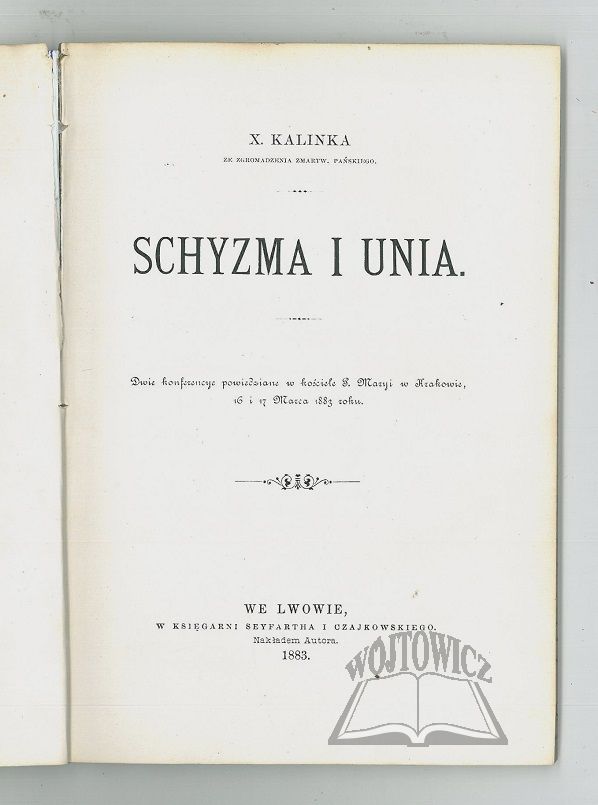 X. KALINKA
ZE ZGROMADZENIA ZMARTW. PAŃSKIEGO.
SCHYZMA I UNIA.
Dwie konferencye powiedziane w kościele P. Maryi w Krakowie,
16 i 17 Marca 1883 roku.
WE LWOWIE,
W KSIĘGARNI SEYFARTHA I CZAJKOWSKIEGO.
Nakładem Autora.
1883.
WÓJTOWICZ